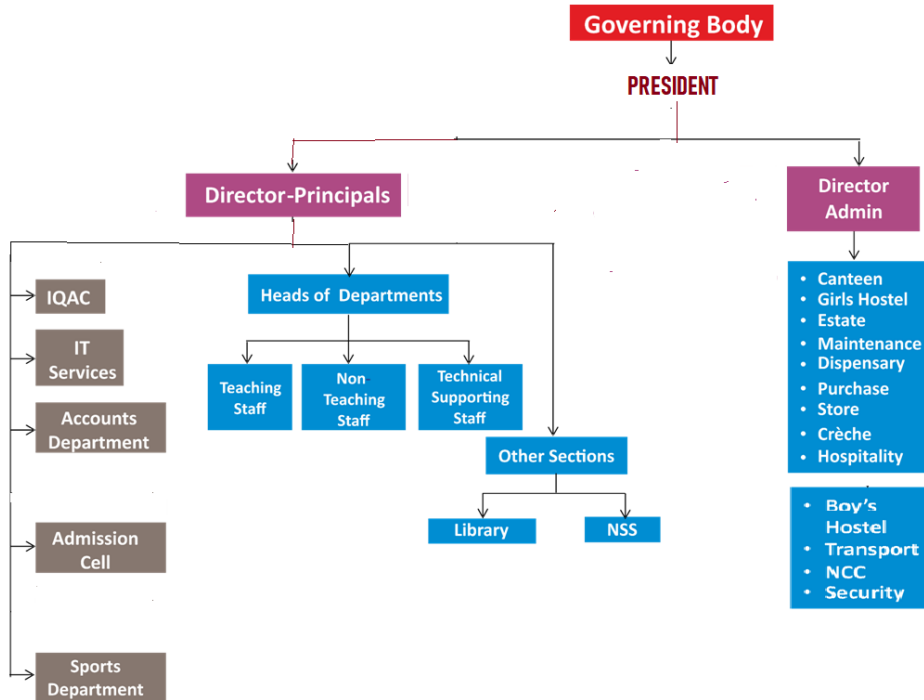 Governing Body
PRESIDENT
Director-Principals
Director
Admin
IQAC
IT
Services
Accounts
Department
Admission
Cell
Sports
Department
Heads of Departments
Teaching
Staff
Non-
Teaching
Staff
Technical
Supporting
Staff
Other Sections
Library
NSS
• Canteen
• Girls Hostel
• Estate
• Maintenance
• Dispensary
• Purchase
• Store
• Crèche
• Hospitality
• Boy's
Hostel
• Transport
• NCC
• Security